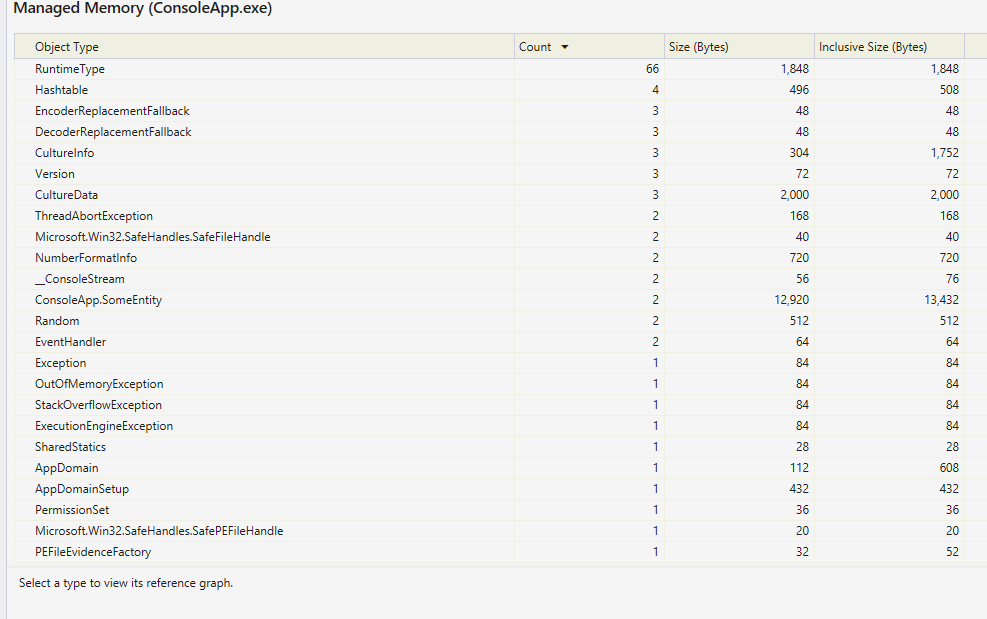 Managed Memory (ConsoleApp.exe)
Object Type Count Size (Bytes) Inclusive Size (Bytes)
RuntimeType 66 1,848 1,848
Hashtable 4 496 508
EncoderReplacementFallback 3 48 48
DecoderReplacementFallback 3 48 48
CultureInfo 3 304 1,752
Version 3 72 72
CultureData 3 2,000 2,000
ThreadAbortException 2 168 168
Microsoft.Win32.SafeHandles.SafeFileHandle 2 40 40
NumberFormatInfo 2 720 720
__ConsoleStream 2 56 76
ConsoleApp.SomeEntity 2 12,920 13,432
Random 2 512 512
EventHandler 2 64 64
Exception 1 84 84
OutOfMemoryException 1 84 84
StackOverflowException 1 84 84
ExecutionEngineException 1 84 84
SharedStatics 1 28 28
AppDomain 1 112 608
AppDomainSetup 1 432 432
PermissionSet 1 36 36
Microsoft.Win32.SafeHandles.SafePEFileHandle 1 20 20
PEFileEvidenceFactory 1 32 52
Select a type to view its reference graph.